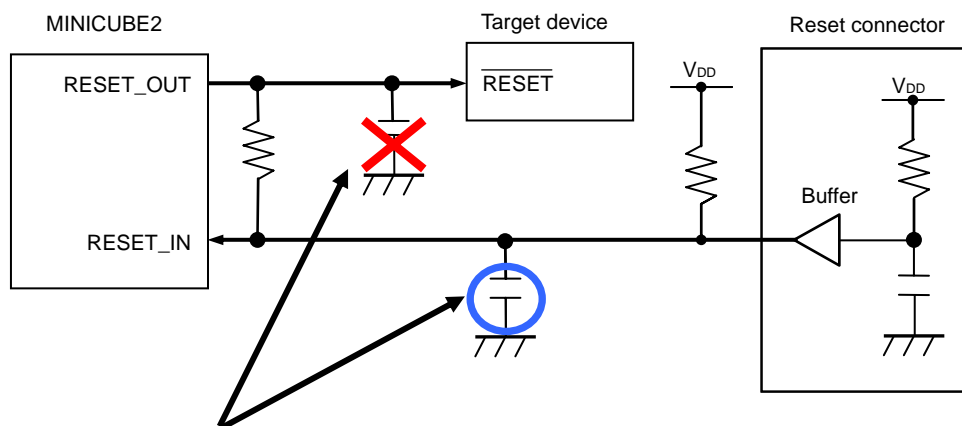 MINICUBE2
Target device
Reset connector
RESET_OUT
RESET
VDD
VDD
Buffer
RESET_IN